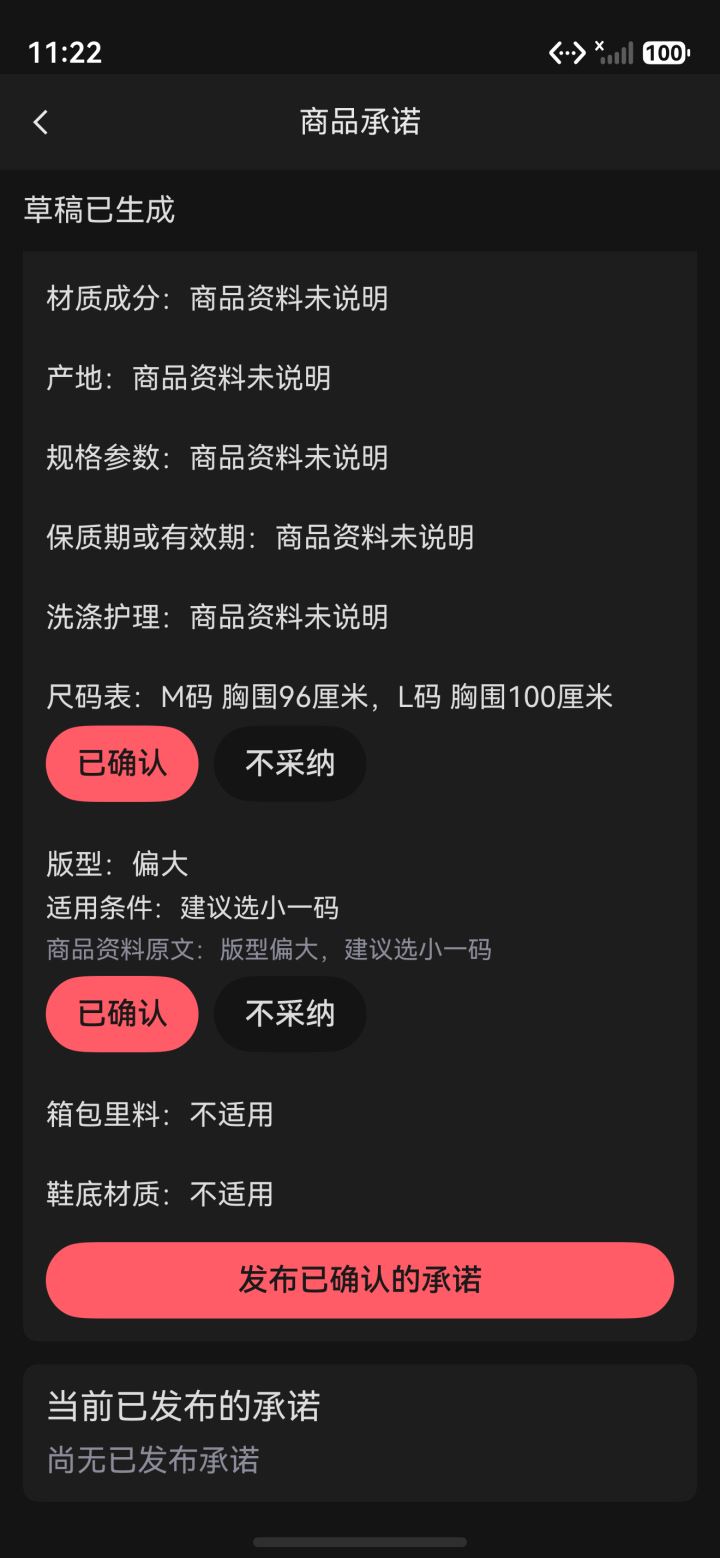 11:22
100
商品承诺
草稿已生成
材质成分：商品资料未说明
产地：商品资料未说明
规格参数：商品资料未说明
保质期或有效期：商品资料未说明
洗涤护理：商品资料未说明
尺码表：M码 胸围96厘米，L码 胸围100厘米
已确认 不采纳
版型：偏大
适用条件：建议选小一码
商品资料原文：版型偏大，建议选小一码
已确认 不采纳
箱包里料：不适用
鞋底材质：不适用
发布已确认的承诺
当前已发布的承诺
尚无已发布承诺